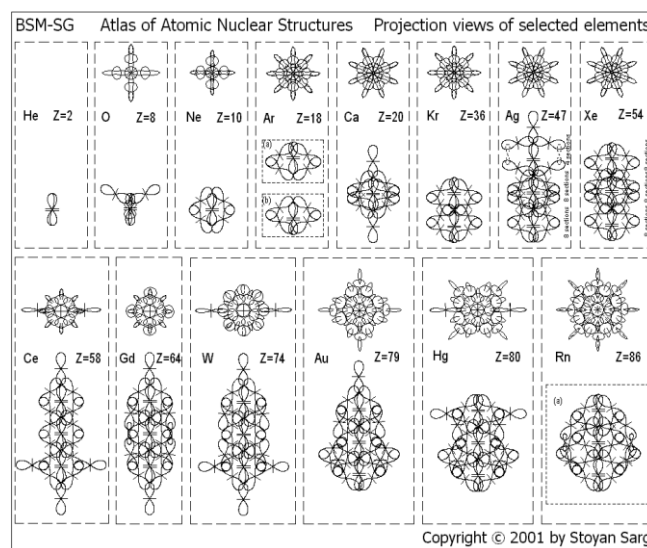 BSM-SG Atlas of Atomic Nuclear Structures Projection views of selected elements
He Z=2
O Z=8
Ne Z=10
Ar Z=18
(a)
(b)
Ca Z=20
Kr Z=36
Ag Z=47
Xe Z=54
Ce Z=58
Gd Z=64
W Z=74
Au Z=79
Hg Z=80
Rn Z=86
(a)
Copyright © 2001 by Stoyan Sarg